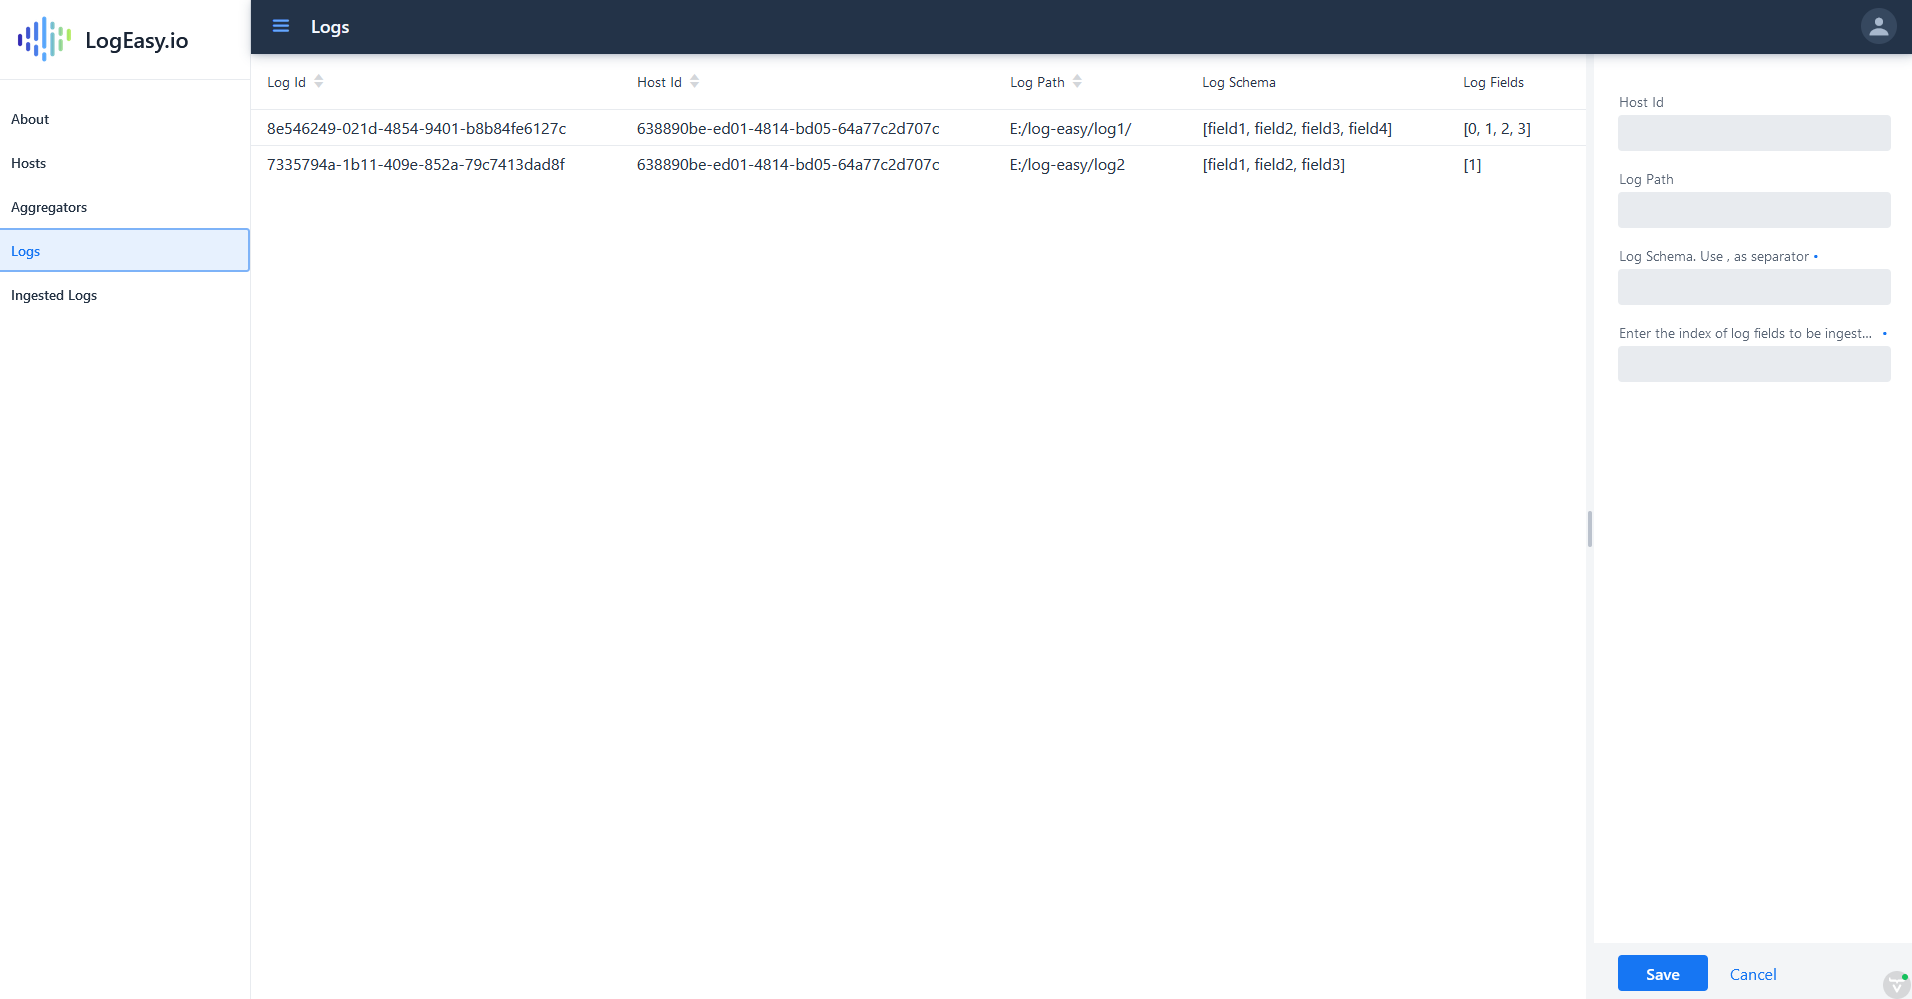 LogEasy.io
Logs
About
Hosts
Aggregators
Logs
Ingested Logs
Log Id Host Id Log Path Log Schema Log Fields
8e546249-021d-4854-9401-b8b84fe6127c 638890be-ed01-4814-bd05-64a77c2d707c E:/log-easy/log1/ [field1, field2, field3, field4] [0, 1, 2, 3]
7335794a-1b11-409e-852a-79c7413dad8f 638890be-ed01-4814-bd05-64a77c2d707c E:/log-easy/log2 [field1, field2, field3] [1]
Host Id
Log Path
Log Schema. Use , as separator •
Enter the index of log fields to be ingest... •
Save Cancel